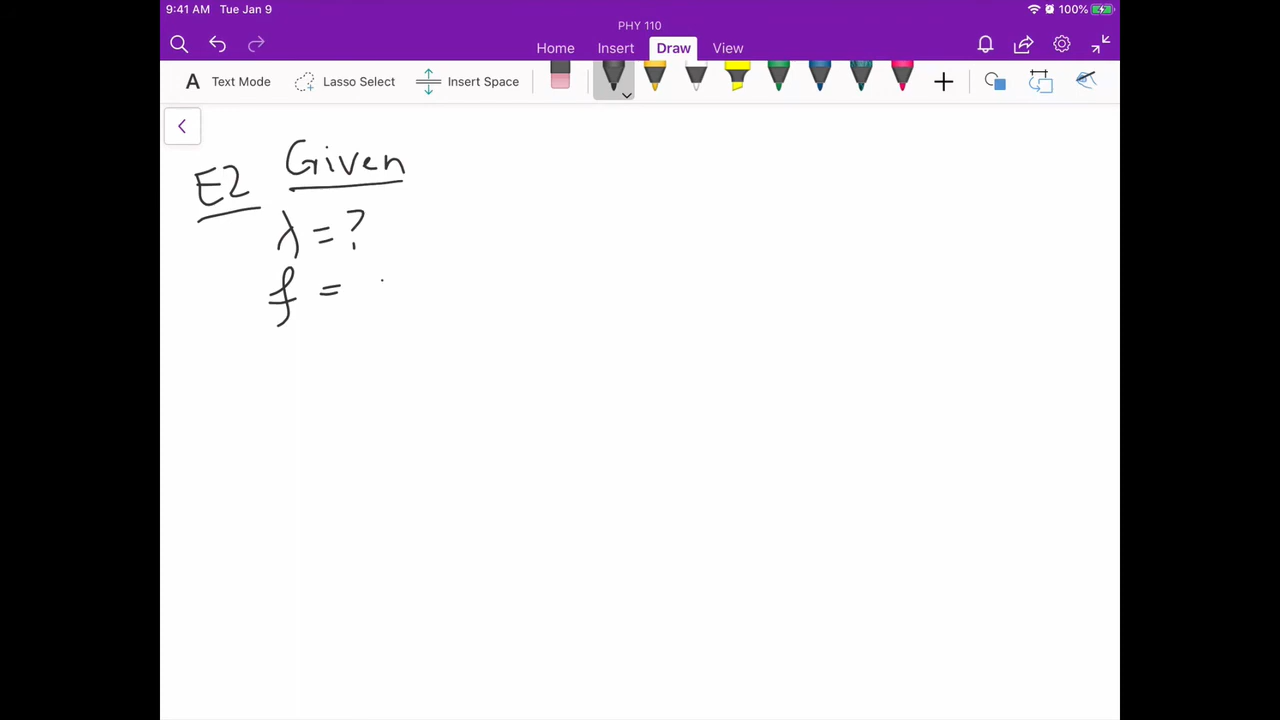 9:41 AM Tue Jan 9
100%
PHY 110
Home Insert Draw View
A Text Mode Lasso Select Insert Space
Given
E2
λ = ?
f =